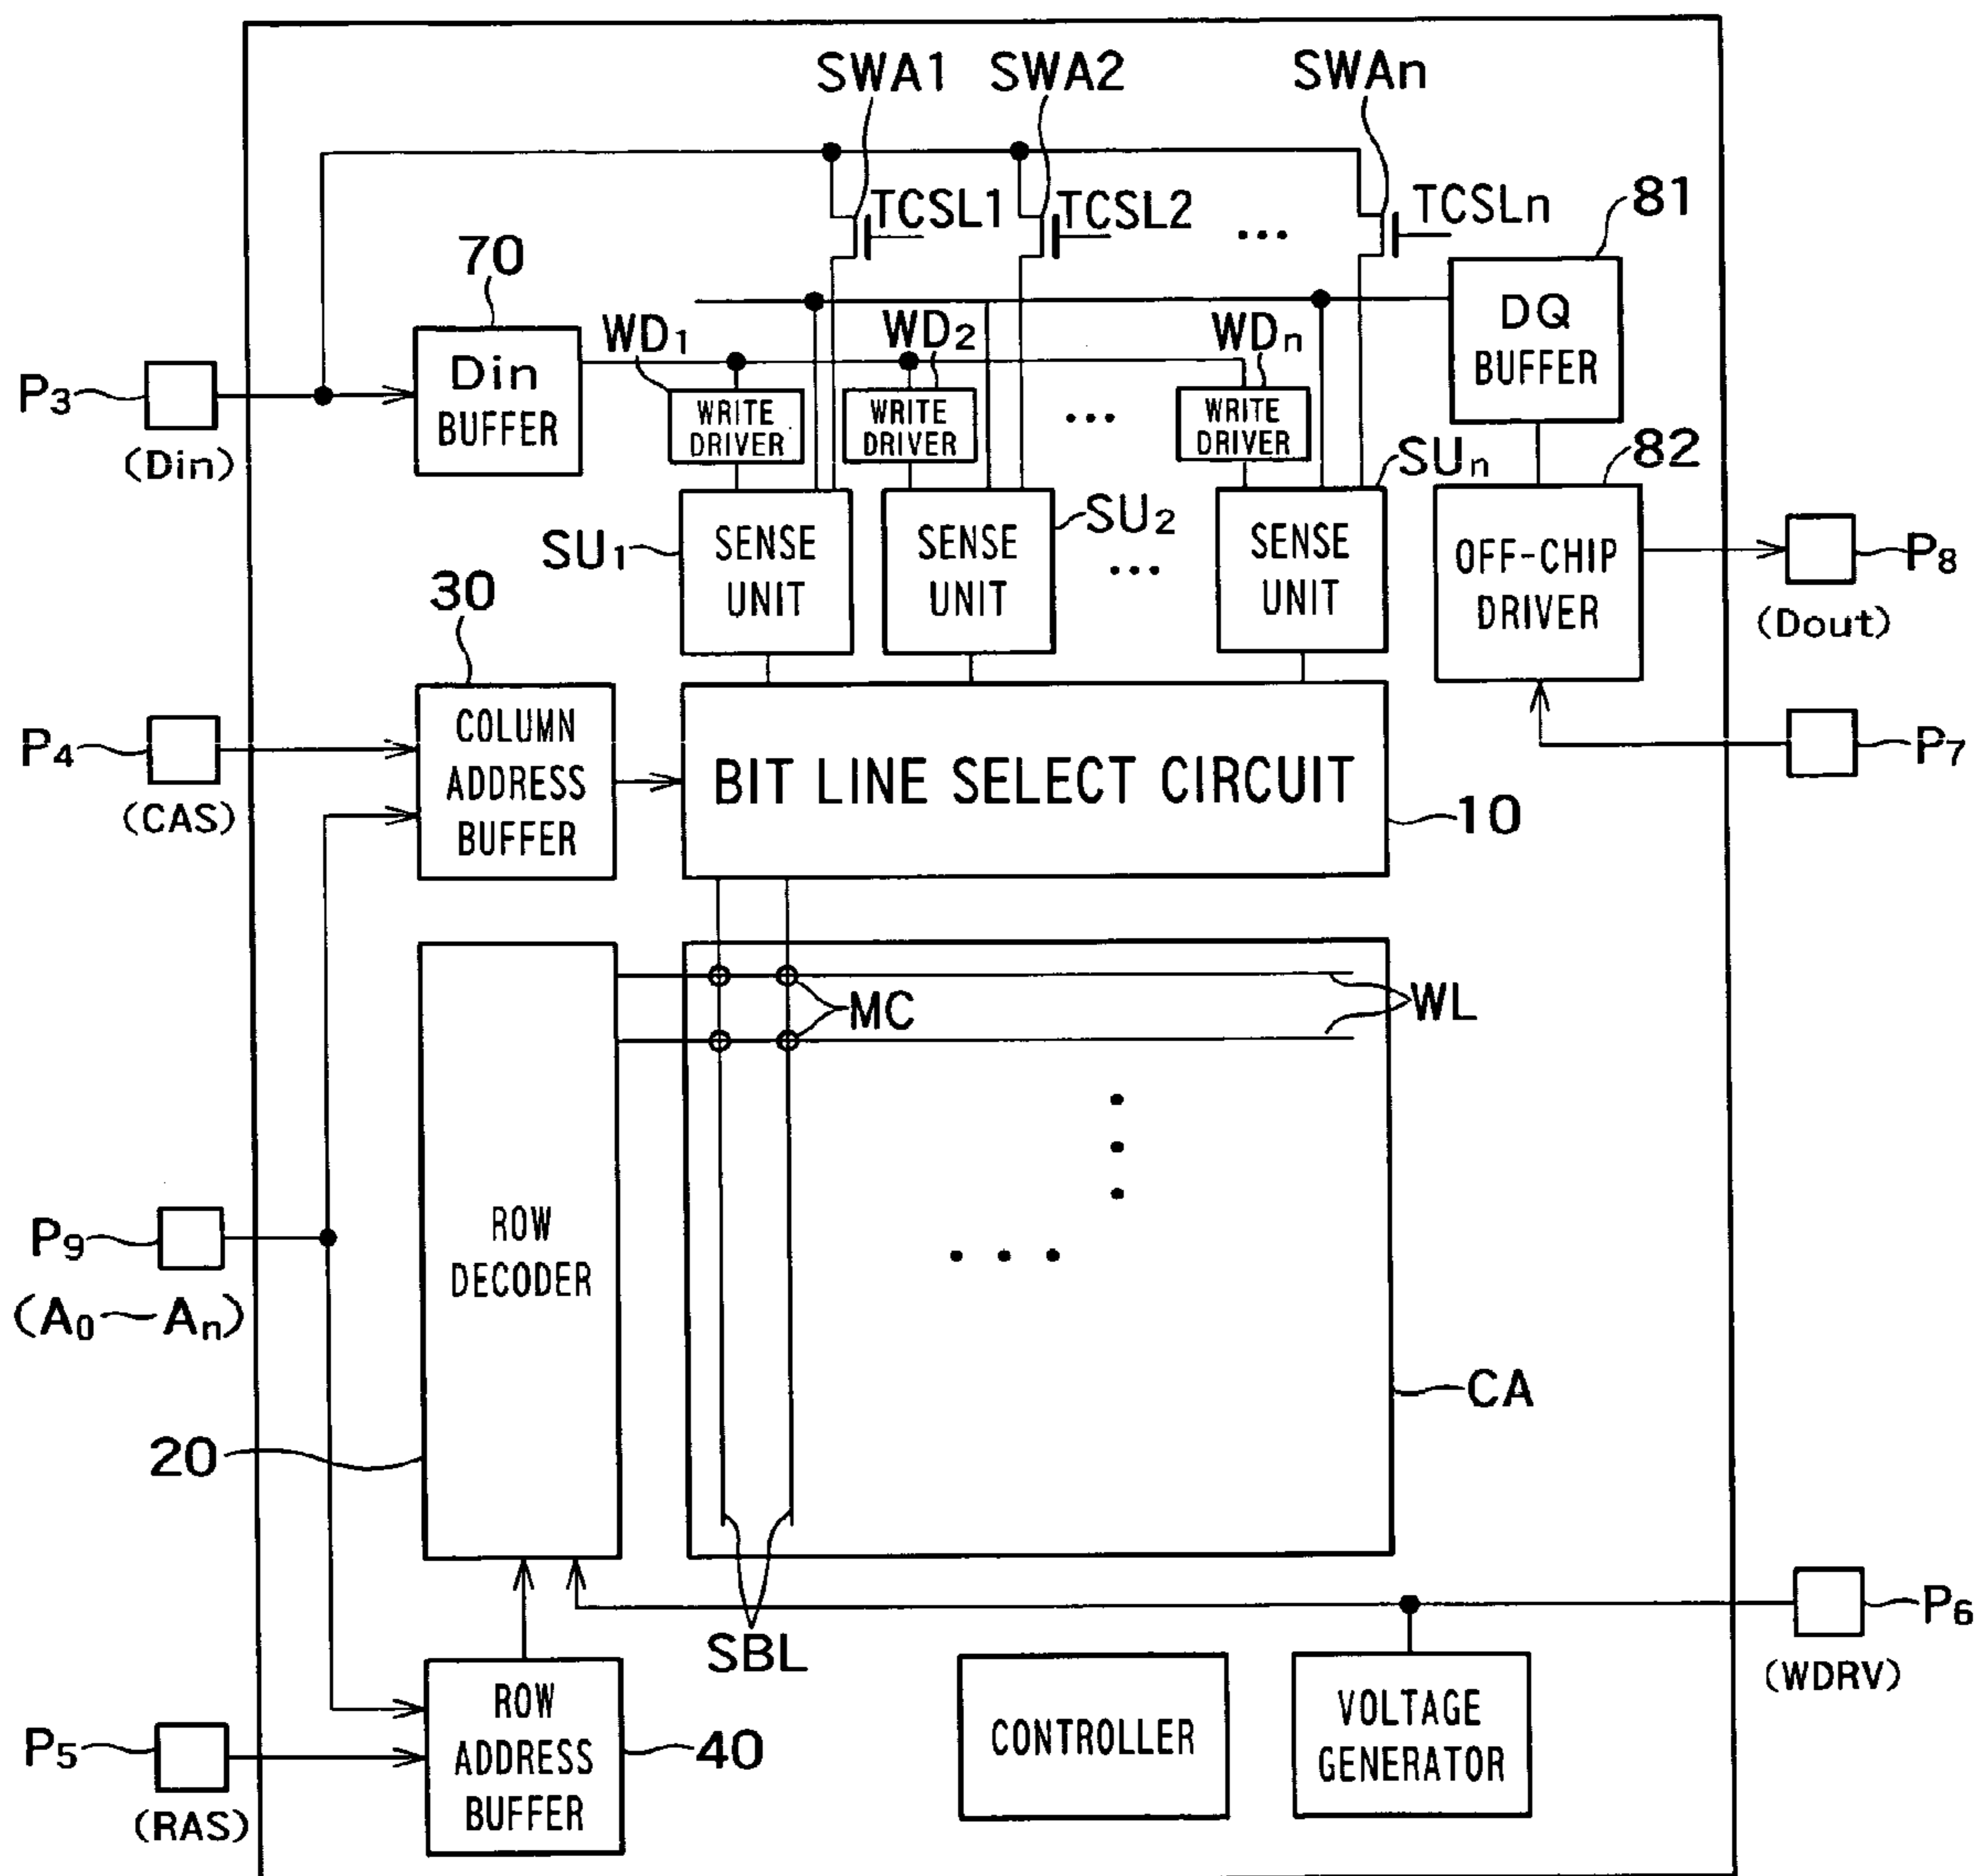 SWA1 SWA2 SWAn
TCSL1 TCSL2 ... TCSLn
81
70
DQ
BUFFER
WD1 WD2 WDn
Din
BUFFER
P3
(Din)
WRITE
DRIVER
WRITE
DRIVER
...
WRITE
DRIVER
82
SUn
SU1
SENSE
UNIT
SENSE
UNIT
SU2
...
SENSE
UNIT
OFF-CHIP
DRIVER
P8
(Dout)
30
P4
(CAS)
COLUMN
ADDRESS
BUFFER
BIT LINE SELECT CIRCUIT
10
P7
MC
WL
P9
(A0~An)
ROW
DECODER
CA
20
SBL
P6
(WDRV)
P5
(RAS)
ROW
ADDRESS
BUFFER
40
CONTROLLER
VOLTAGE
GENERATOR